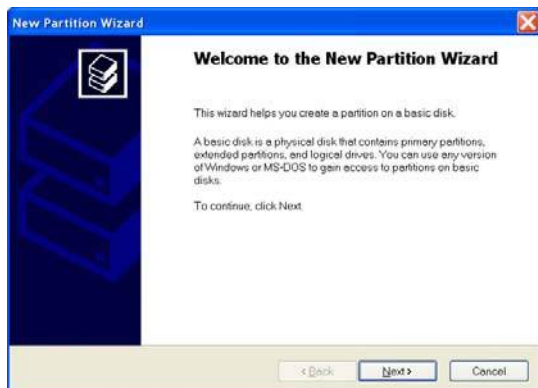 New Partition Wizard
Welcome to the New Partition Wizard
This wizard helps you create a partition on a basic disk.
A basic disk is a physical disk that contains primary partitions,
extended partitions, and logical drives. You can use any version
of Windows or MS-DOS to gain access to partitions on basic
disks.
To continue, click Next
< Back Next > Cancel